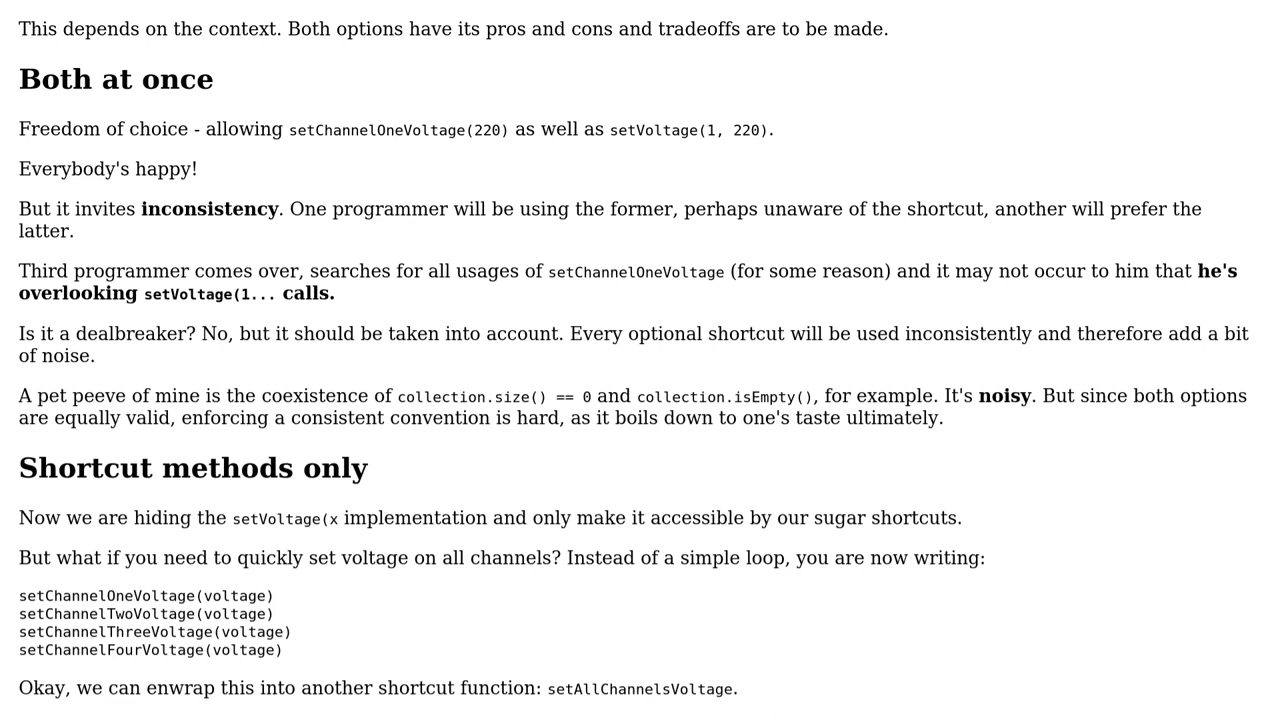 This depends on the context. Both options have its pros and cons and tradeoffs are to be made.
Both at once
Freedom of choice - allowing setChannelOneVoltage(220) as well as setVoltage(1, 220).
Everybody's happy!
But it invites inconsistency. One programmer will be using the former, perhaps unaware of the shortcut, another will prefer the
latter.
Third programmer comes over, searches for all usages of setChannelOneVoltage (for some reason) and it may not occur to him that he's
overlooking setVoltage(1... calls.
Is it a dealbreaker? No, but it should be taken into account. Every optional shortcut will be used inconsistently and therefore add a bit
of noise.
A pet peeve of mine is the coexistence of collection.size() == 0 and collection.isEmpty(), for example. It's noisy. But since both options
are equally valid, enforcing a consistent convention is hard, as it boils down to one's taste ultimately.
Shortcut methods only
Now we are hiding the setVoltage(x implementation and only make it accessible by our sugar shortcuts.
But what if you need to quickly set voltage on all channels? Instead of a simple loop, you are now writing:
setChannelOneVoltage(voltage)
setChannelTwoVoltage(voltage)
setChannelThreeVoltage(voltage)
setChannelFourVoltage(voltage)
Okay, we can enwrap this into another shortcut function: setAllChannelsVoltage.